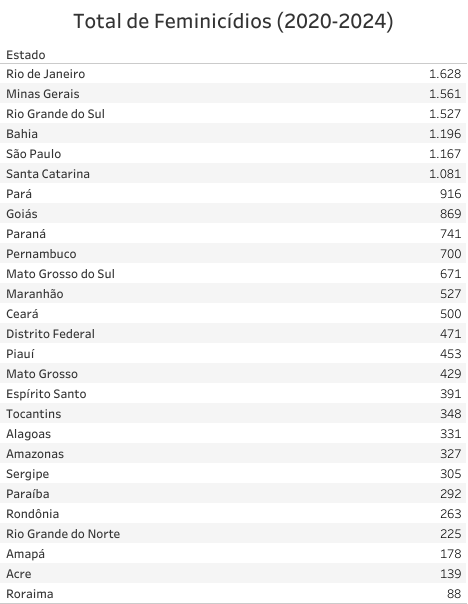 Total de Feminicídios (2020-2024)
Estado
Rio de Janeiro 1.628
Minas Gerais 1.561
Rio Grande do Sul 1.527
Bahia 1.196
São Paulo 1.167
Santa Catarina 1.081
Pará 916
Goiás 869
Paraná 741
Pernambuco 700
Mato Grosso do Sul 671
Maranhão 527
Ceará 500
Distrito Federal 471
Piauí 453
Mato Grosso 429
Espírito Santo 391
Tocantins 348
Alagoas 331
Amazonas 327
Sergipe 305
Paraíba 292
Rondônia 263
Rio Grande do Norte 225
Amapá 178
Acre 139
Roraima 88